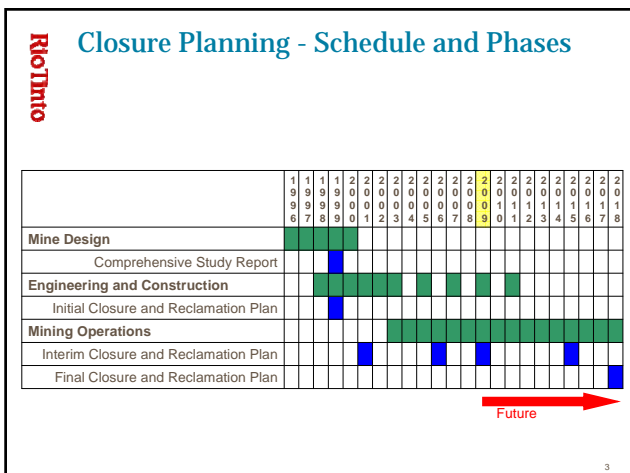 RioTinto
Closure Planning - Schedule and Phases
1996 1997 1998 1999 2000 2001 2002 2003 2004 2005 2006 2007 2008 2009 2010 2011 2012 2013 2014 2015 2016 2017 2018
Mine Design
Comprehensive Study Report
Engineering and Construction
Initial Closure and Reclamation Plan
Mining Operations
Interim Closure and Reclamation Plan
Final Closure and Reclamation Plan
Future
3